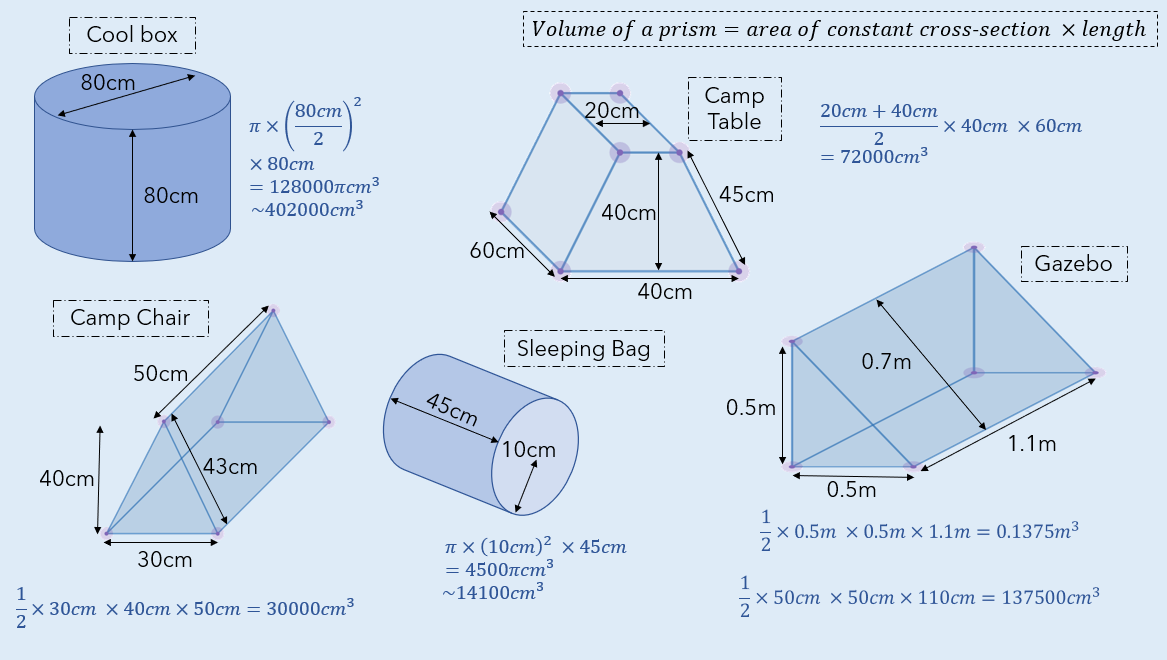 Cool box
Volume of a prism = area of constant cross-section × length
80cm
80cm
π × (80cm/2)²
× 80cm
= 128000πcm³
~402000cm³
Camp
Table
20cm
40cm
45cm
60cm
40cm
20cm + 40cm
2
× 40cm × 60cm
= 72000cm³
Camp Chair
50cm
40cm
43cm
30cm
1/2 × 30cm × 40cm × 50cm = 30000cm³
Sleeping Bag
45cm
10cm
π × (10cm)² × 45cm
= 4500πcm³
~14100cm³
Gazebo
0.7m
0.5m
1.1m
0.5m
1/2 × 0.5m × 0.5m × 1.1m = 0.1375m³
1/2 × 50cm × 50cm × 110cm = 137500cm³